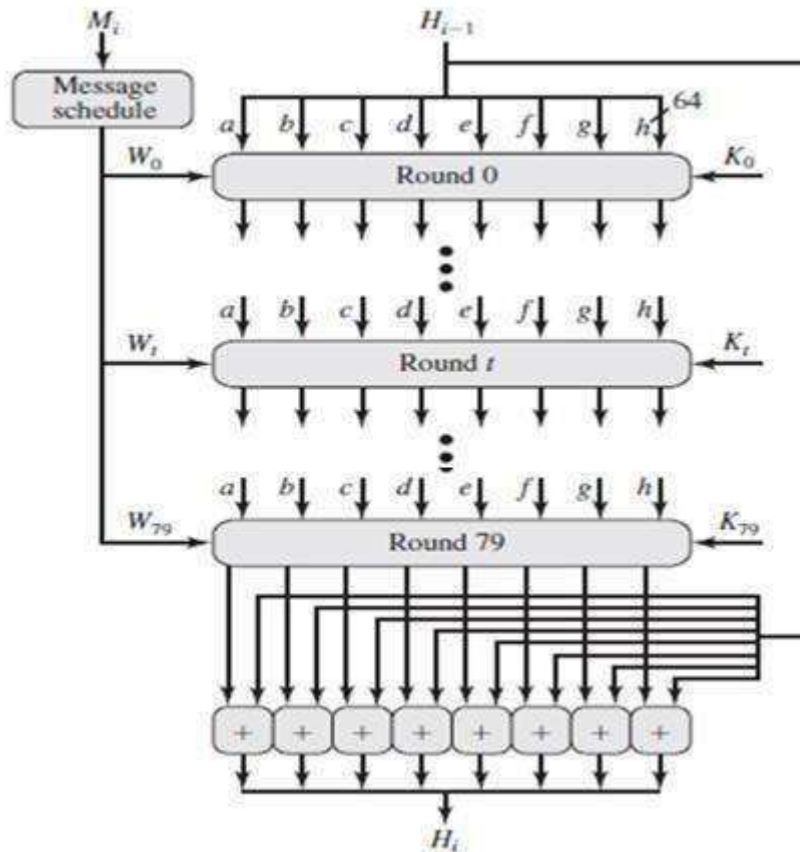 Mᵢ Hᵢ₋₁
Message
schedule
64
a b c d e f g h
W₀ Round 0 K₀
a b c d e f g h
Wₜ Round t Kₜ
a b c d e f g h
W₇₉ Round 79 K₇₉
+ + + + + + + +
Hᵢ